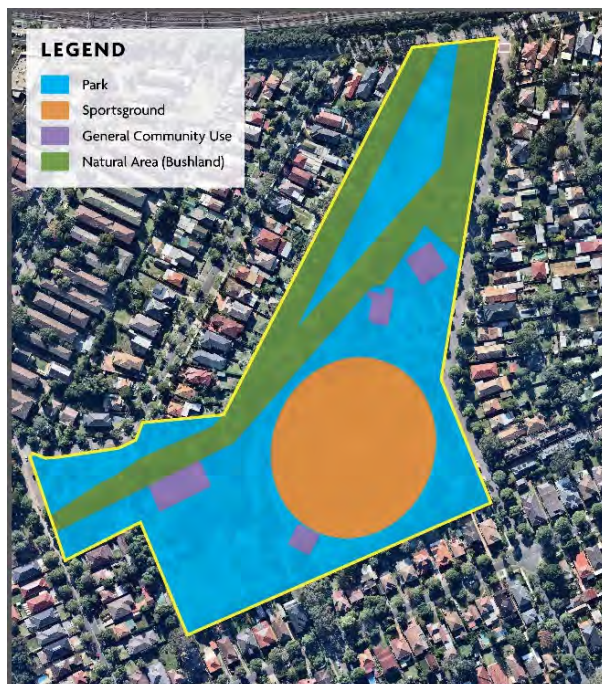 LEGEND
Park
Sportsground
General Community Use
Natural Area (Bushland)